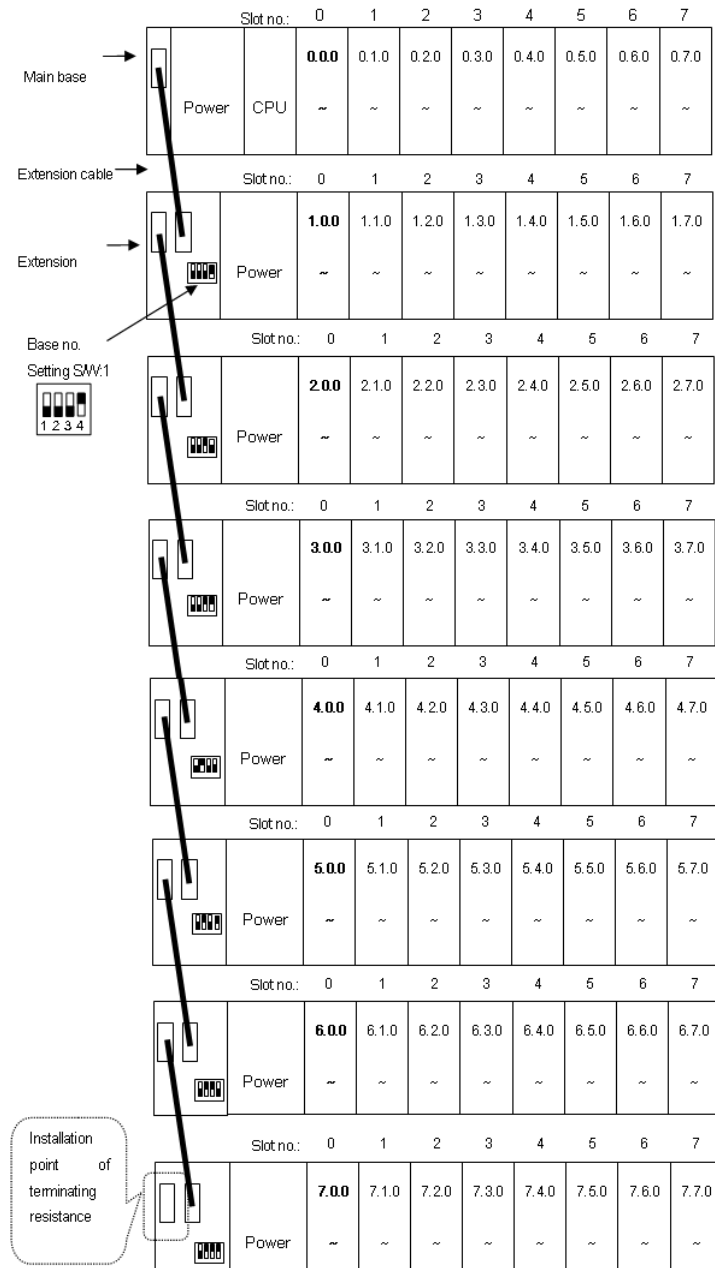 Slot no.: 0 1 2 3 4 5 6 7
Main base
0.0.0 0.1.0 0.2.0 0.3.0 0.4.0 0.5.0 0.6.0 0.7.0
Power CPU ~ ~ ~ ~ ~ ~ ~ ~
Extension cable
Slot no.: 0 1 2 3 4 5 6 7
1.0.0 1.1.0 1.2.0 1.3.0 1.4.0 1.5.0 1.6.0 1.7.0
Extension
Power ~ ~ ~ ~ ~ ~ ~ ~
Base no.
Setting S/W:1
1 2 3 4
Slot no.: 0 1 2 3 4 5 6 7
2.0.0 2.1.0 2.2.0 2.3.0 2.4.0 2.5.0 2.6.0 2.7.0
Power ~ ~ ~ ~ ~ ~ ~ ~
Slot no.: 0 1 2 3 4 5 6 7
3.0.0 3.1.0 3.2.0 3.3.0 3.4.0 3.5.0 3.6.0 3.7.0
Power ~ ~ ~ ~ ~ ~ ~ ~
Slot no.: 0 1 2 3 4 5 6 7
4.0.0 4.1.0 4.2.0 4.3.0 4.4.0 4.5.0 4.6.0 4.7.0
Power ~ ~ ~ ~ ~ ~ ~ ~
Slot no.: 0 1 2 3 4 5 6 7
5.0.0 5.1.0 5.2.0 5.3.0 5.4.0 5.5.0 5.6.0 5.7.0
Power ~ ~ ~ ~ ~ ~ ~ ~
Slot no.: 0 1 2 3 4 5 6 7
6.0.0 6.1.0 6.2.0 6.3.0 6.4.0 6.5.0 6.6.0 6.7.0
Power ~ ~ ~ ~ ~ ~ ~ ~
Installation
point of
terminating
resistance
Slot no.: 0 1 2 3 4 5 6 7
7.0.0 7.1.0 7.2.0 7.3.0 7.4.0 7.5.0 7.6.0 7.7.0
Power ~ ~ ~ ~ ~ ~ ~ ~